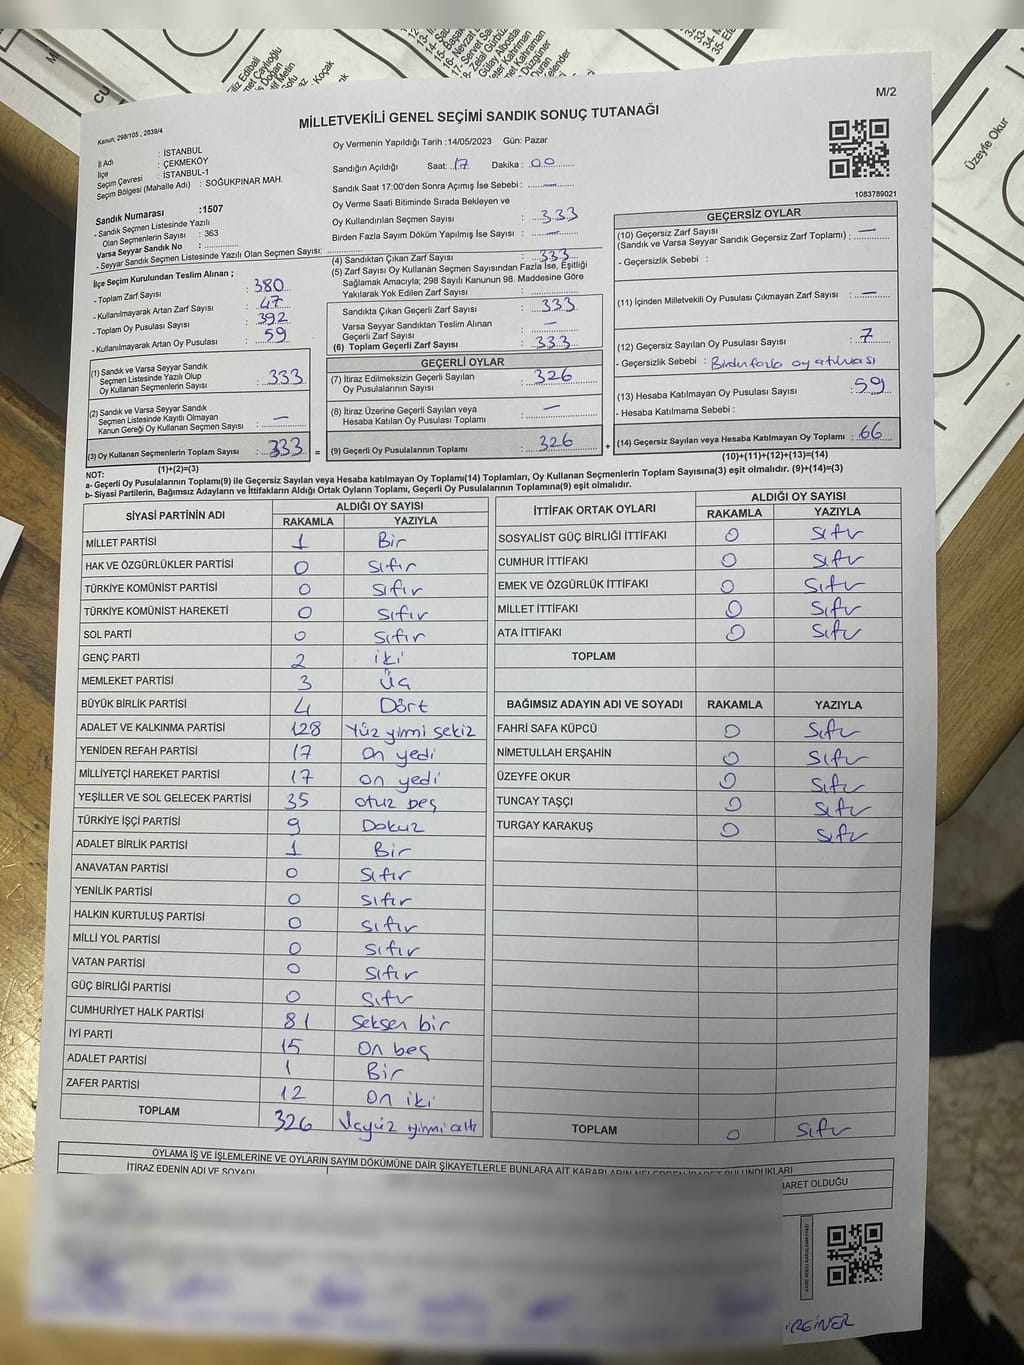 M/2
MİLLETVEKİLİ GENEL SEÇİMİ SANDIK SONUÇ TUTANAĞI
Kanun: 298/105 , 2839/4
İl Adı : İSTANBUL
İlçe : ÇEKMEKÖY
Seçim Çevresi : İSTANBUL-1
Seçim Bölgesi (Mahalle Adı) : SOĞUKPINAR MAH.
Sandık Numarası :1507
- Sandık Seçmen Listesinde Yazılı
Olan Seçmenlerin Sayısı : 363
Varsa Seyyar Sandık No :
- Seyyar Sandık Seçmen Listesinde Yazılı Olan Seçmen Sayısı:
Oy Vermenin Yapıldığı Tarih :14/05/2023 Gün: Pazar
Sandığın Açıldığı Saat: 17 Dakika : 00
Sandık Saat 17:00'den Sonra Açımış İse Sebebi : —
Oy Verme Saati Bitiminde Sırada Bekleyen ve
Oy Kullandırılan Seçmen Sayısı : 333
Birden Fazla Sayım Döküm Yapılmış İse Sayısı : —
1083789021
İlçe Seçim Kurulundan Teslim Alınan ;
- Toplam Zarf Sayısı : 380
- Kullanılmayarak Artan Zarf Sayısı : 47
- Toplam Oy Pusulası Sayısı : 392
- Kullanılmayarak Artan Oy Pusulası : 59
(1) Sandık ve Varsa Seyyar Sandık
Seçmen Listesinde Yazılı Olup
Oy Kullanan Seçmenlerin Sayısı : 333
(2) Sandık ve Varsa Seyyar Sandık
Seçmen Listesinde Kayıtlı Olmayan
Kanun Gereği Oy Kullanan Seçmen Sayısı : —
(3) Oy Kullanan Seçmenlerin Toplam Sayısı : 333 =
(1)+(2)=(3)
(4) Sandıktan Çıkan Zarf Sayısı : 333
(5) Zarf Sayısı Oy Kullanan Seçmen Sayısından Fazla İse, Eşitliği
Sağlamak Amacıyla; 298 Sayılı Kanunun 98. Maddesine Göre
Yakılarak Yok Edilen Zarf Sayısı :
Sandıkta Çıkan Geçerli Zarf Sayısı : 333
Varsa Seyyar Sandıktan Teslim Alınan
Geçerli Zarf Sayısı : —
(6) Toplam Geçerli Zarf Sayısı : 333
GEÇERLİ OYLAR
(7) İtiraz Edilmeksizin Geçerli Sayılan
Oy Pusulalarının Sayısı : 326
(8) İtiraz Üzerine Geçerli Sayılan veya
Hesaba Katılan Oy Pusulası Toplamı : —
(9) Geçerli Oy Pusulalarının Toplamı : 326 +
GEÇERSİZ OYLAR
(10) Geçersiz Zarf Sayısı
(Sandık ve Varsa Seyyar Sandık Geçersiz Zarf Toplamı) : —
- Geçersizlik Sebebi :
(11) İçinden Milletvekili Oy Pusulası Çıkmayan Zarf Sayısı : —
(12) Geçersiz Sayılan Oy Pusulası Sayısı : 7
- Geçersizlik Sebebi : Birden fazla oy atılması
(13) Hesaba Katılmayan Oy Pusulası Sayısı : 59
- Hesaba Katılmama Sebebi :
(14) Geçersiz Sayılan veya Hesaba Katılmayan Oy Toplamı : 66
(10)+(11)+(12)+(13)=(14)
NOT:
a- Geçerli Oy Pusulalarının Toplamı(9) ile Geçersiz Sayılan veya Hesaba katılmayan Oy Toplamı(14) Toplamları, Oy Kullanan Seçmenlerin Toplam Sayısına(3) eşit olmalıdır. (9)+(14)=(3)
b- Siyasi Partilerin, Bağımsız Adayların ve İttifakların Aldığı Ortak Oyların Toplamı, Geçerli Oy Pusulalarının Toplamına(9) eşit olmalıdır.
SİYASİ PARTİNİN ADI ALDIĞI OY SAYISI
RAKAMLA YAZIYLA
MİLLET PARTİSİ 1 Bir
HAK VE ÖZGÜRLÜKLER PARTİSİ 0 Sıfır
TÜRKİYE KOMÜNİST PARTİSİ 0 Sıfır
TÜRKİYE KOMÜNİST HAREKETİ 0 Sıfır
SOL PARTİ 0 Sıfır
GENÇ PARTİ 2 iki
MEMLEKET PARTİSİ 3 Üç
BÜYÜK BİRLİK PARTİSİ 4 Dört
ADALET VE KALKINMA PARTİSİ 128 Yüz yirmi sekiz
YENİDEN REFAH PARTİSİ 17 On yedi
MİLLİYETÇİ HAREKET PARTİSİ 17 on yedi
YEŞİLLER VE SOL GELECEK PARTİSİ 35 otuz beş
TÜRKİYE İŞÇİ PARTİSİ 9 Dokuz
ADALET BİRLİK PARTİSİ 1 Bir
ANAVATAN PARTİSİ 0 Sıfır
YENİLİK PARTİSİ 0 Sıfır
HALKIN KURTULUŞ PARTİSİ 0 Sıfır
MİLLİ YOL PARTİSİ 0 Sıfır
VATAN PARTİSİ 0 Sıfır
GÜÇ BİRLİĞİ PARTİSİ 0 Sıfır
CUMHURİYET HALK PARTİSİ 81 Seksen bir
İYİ PARTİ 15 On beş
ADALET PARTİSİ 1 Bir
ZAFER PARTİSİ 12 On iki
TOPLAM 326 Üçyüz yirmi altı
İTTİFAK ORTAK OYLARI ALDIĞI OY SAYISI
RAKAMLA YAZIYLA
SOSYALİST GÜÇ BİRLİĞİ İTTİFAKI 0 Sıfır
CUMHUR İTTİFAKI 0 Sıfır
EMEK VE ÖZGÜRLÜK İTTİFAKI 0 Sıfır
MİLLET İTTİFAKI 0 Sıfır
ATA İTTİFAKI 0 Sıfır
TOPLAM
BAĞIMSIZ ADAYIN ADI VE SOYADI RAKAMLA YAZIYLA
FAHRİ SAFA KÜPCÜ 0 Sıfır
NİMETULLAH ERŞAHİN 0 Sıfır
ÜZEYFE OKUR 0 Sıfır
TUNCAY TAŞÇI 0 Sıfır
TURGAY KARAKUŞ 0 Sıfır
TOPLAM 0 Sıfır
OYLAMA İŞ VE İŞLEMLERİNE VE OYLARIN SAYIM DÖKÜMÜNE DAİR ŞİKAYETLERLE BUNLARA AİT KARARLARIN NELERDEN İBARET BULUNDUKLARI
İTİRAZ EDENİN ADI VE SOYADI
İBARET OLDUĞU
Üzeyfe Okur